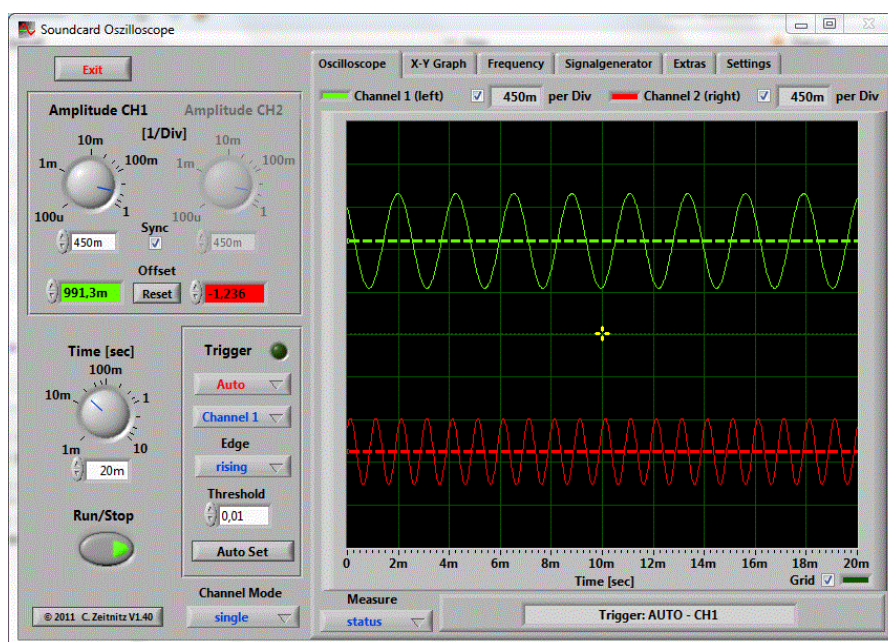 Soundcard Oszilloscope
Exit
Amplitude CH1 Amplitude CH2
[1/Div]
10m 10m
1m 100m 1m 100m
100u 1 100u 1
Sync
450m 450m
Offset
991,3m Reset -1,236
Time [sec]
100m
10m 1
1m 10
20m
Run/Stop
© 2011 C. Zeitnitz V1.40
Trigger
Auto
Channel 1
Edge
rising
Threshold
0,01
Auto Set
Channel Mode
single
Oscilloscope X-Y Graph Frequency Signalgenerator Extras Settings
Channel 1 (left) 450m per Div Channel 2 (right) 450m per Div
0 2m 4m 6m 8m 10m 12m 14m 16m 18m 20m
Time [sec] Grid
Measure
status
Trigger: AUTO - CH1